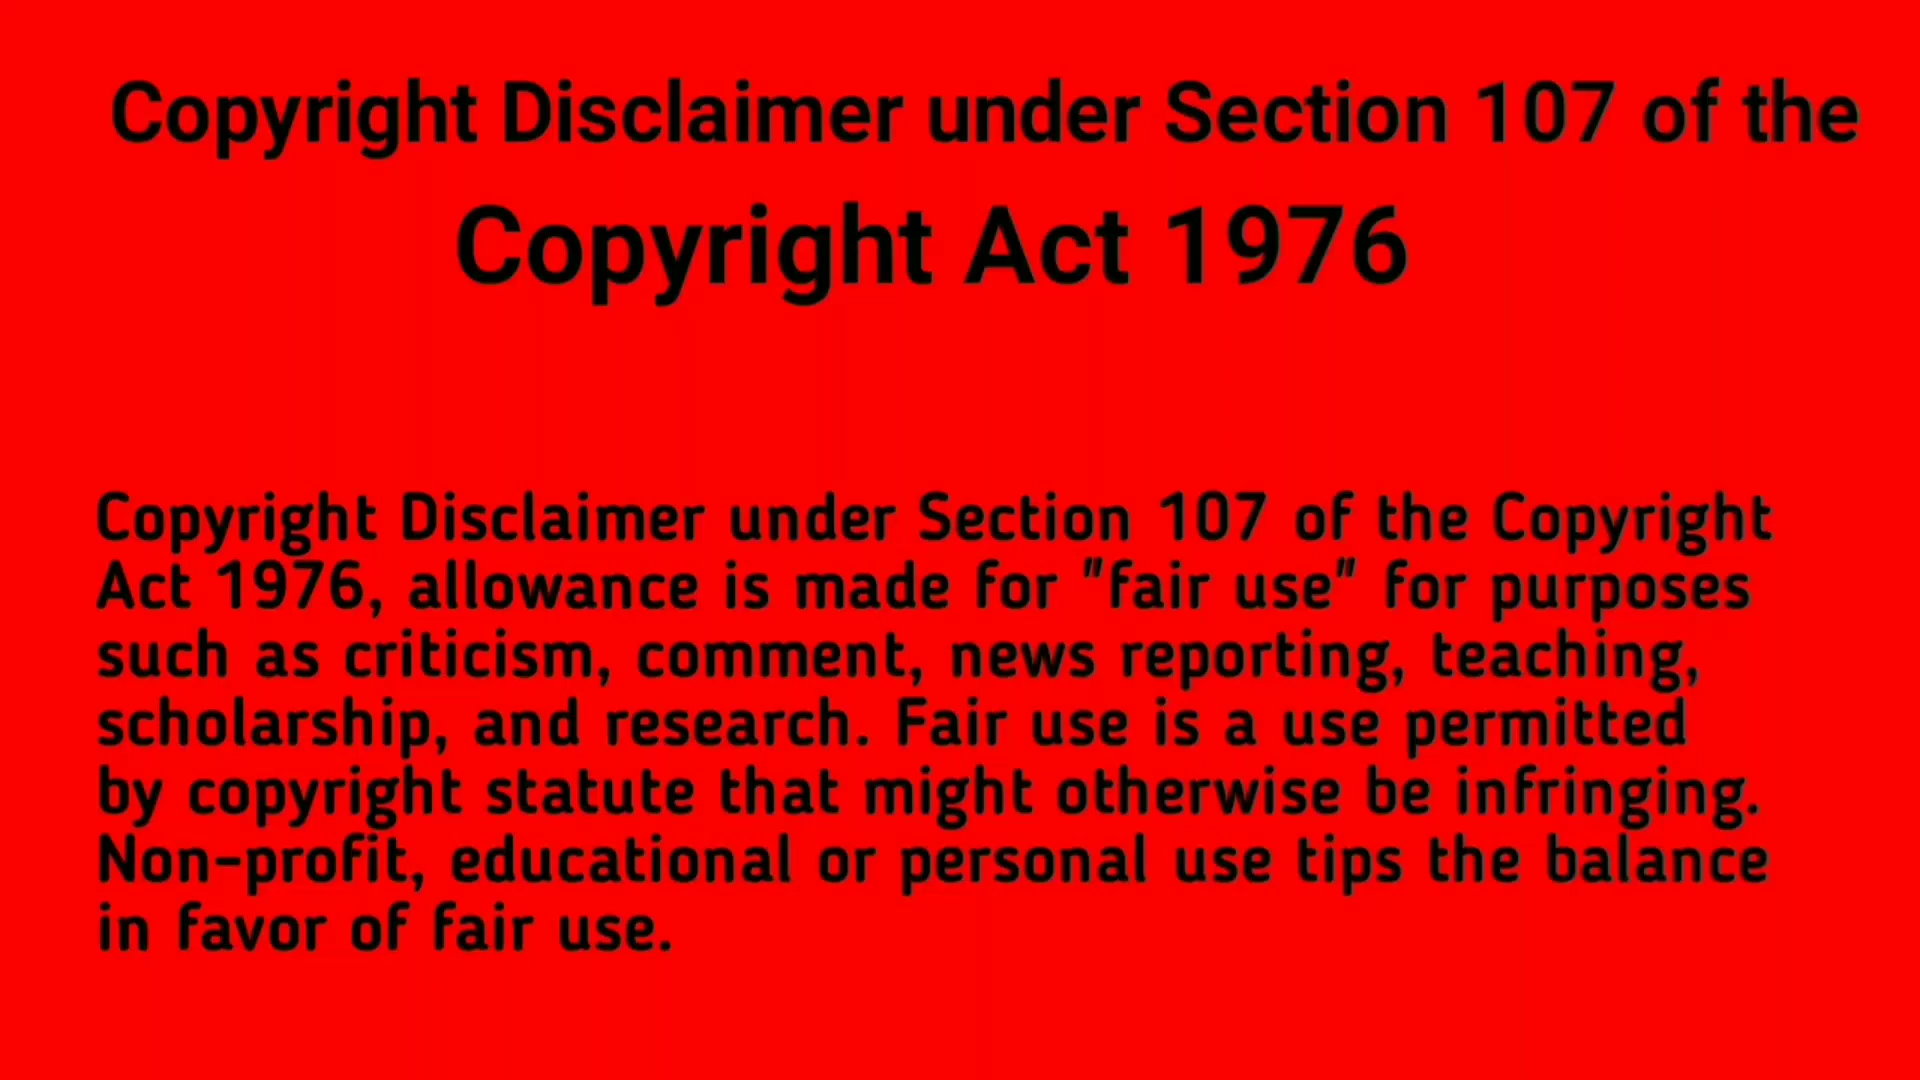 Copyright Disclaimer under Section 107 of the
Copyright Act 1976
Copyright Disclaimer under Section 107 of the Copyright
Act 1976, allowance is made for "fair use" for purposes
such as criticism, comment, news reporting, teaching,
scholarship, and research. Fair use is a use permitted
by copyright statute that might otherwise be infringing.
Non-profit, educational or personal use tips the balance
in favor of fair use.